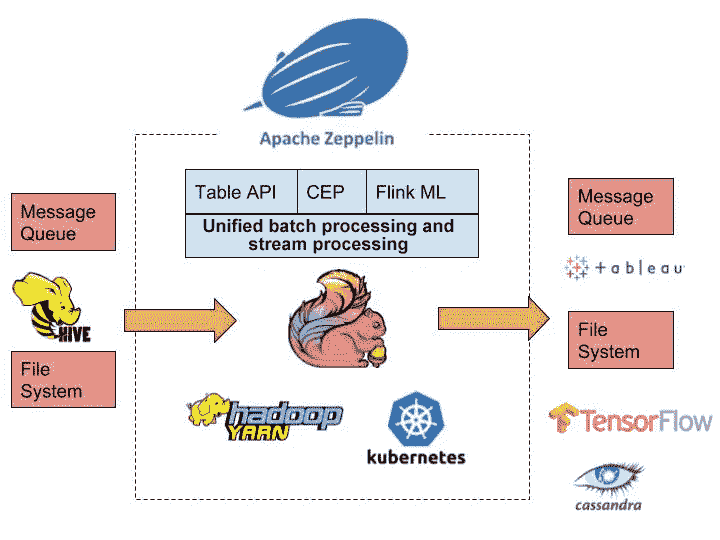 Apache Zeppelin
Table API
CEP
Flink ML
Unified batch processing and
stream processing
Message
Queue
HIVE
File
System
hadoop
YARN
kubernetes
Message
Queue
+ableau
File
System
TensorFlow
cassandra